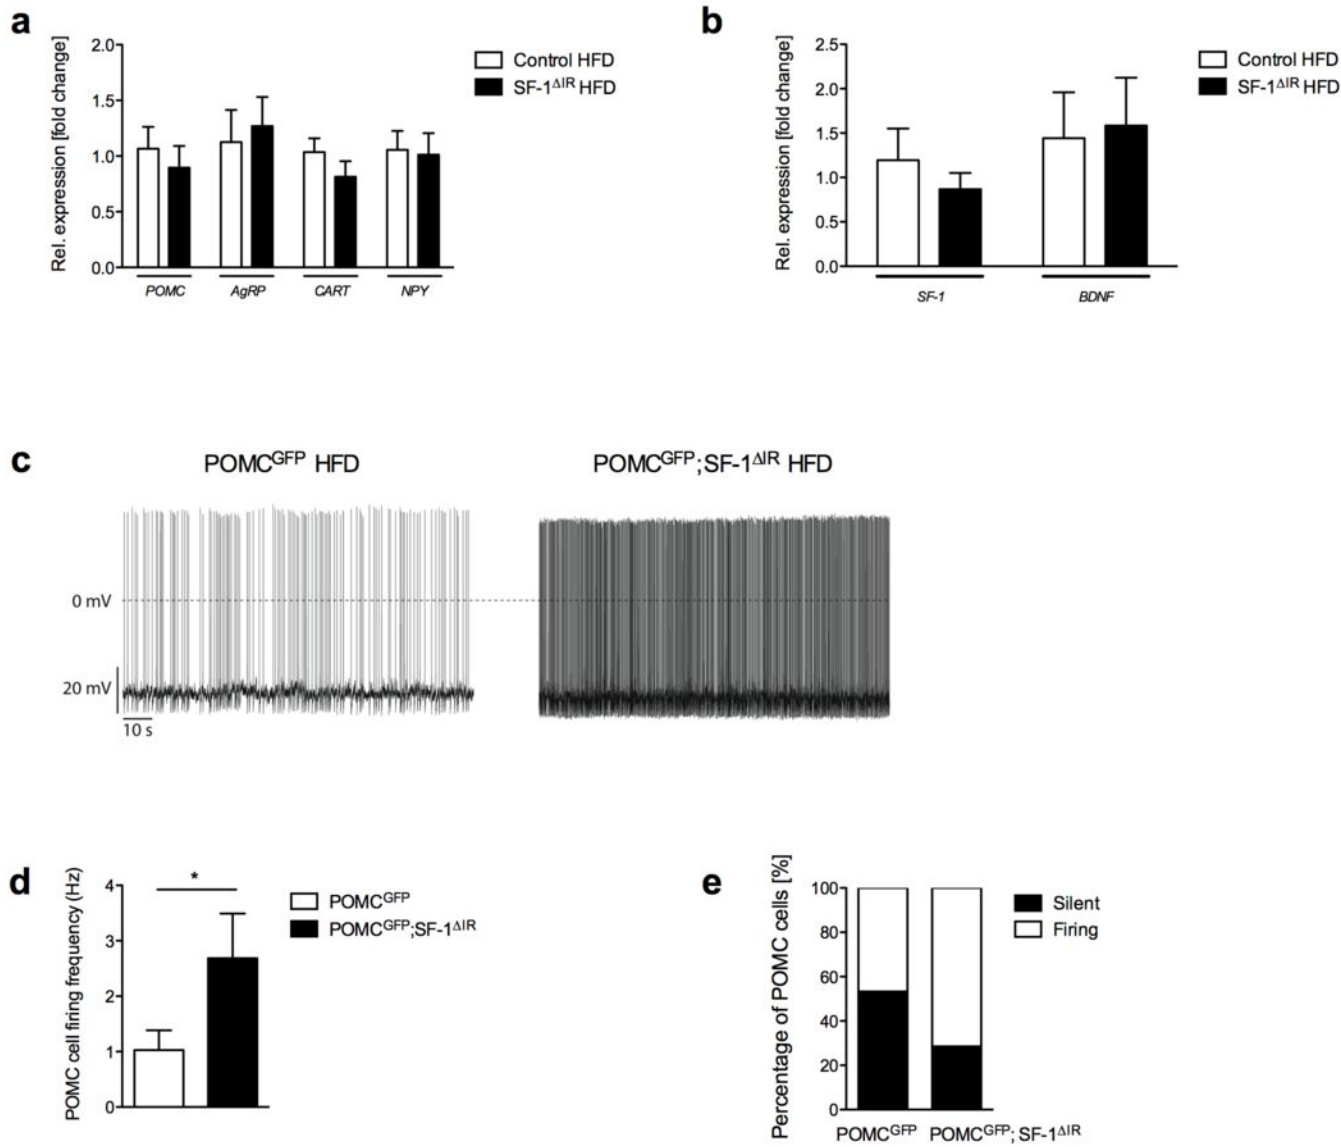 a
Rel. expression [fold change]
2.0
1.5
1.0
0.5
0.0
POMC
AgRP
CART
NPY
Control HFD
SF-1ΔIR HFD
b
Rel. expression [fold change]
2.5
2.0
1.5
1.0
0.5
0.0
SF-1
BDNF
Control HFD
SF-1ΔIR HFD
c
POMCGFP HFD
POMCGFP;SF-1ΔIR HFD
0 mV
20 mV
10 s
d
POMC cell firing frequency (Hz)
4
3
2
1
0
*
POMCGFP
POMCGFP;SF-1ΔIR
e
Percentage of POMC cells [%]
100
80
60
40
20
0
POMCGFP
POMCGFP; SF-1ΔIR
Silent
Firing